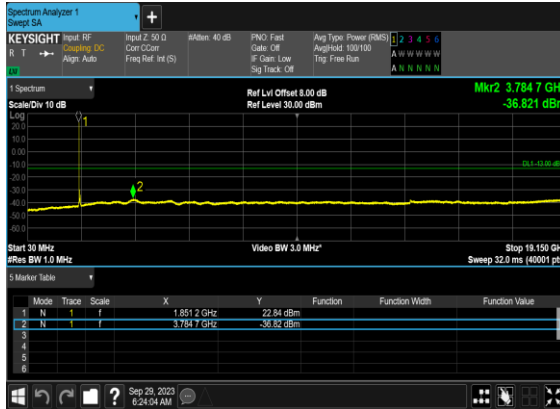 Spectrum Analyzer 1
Swept SA
+
KEYSIGHT Input: RF Input Z: 50 Ω #Atten: 40 dB PNO: Fast Avg Type: Power (RMS) 1 2 3 4 5 6
R T Coupling: DC Corr CCorr Gate: Off Avg|Hold: 100/100 A W W W W W
Align: Auto Freq Ref: Int (S) IF Gain: Low Trig: Free Run
LU Sig Track: Off A N N N N N
1 Spectrum Ref Lvl Offset 8.00 dB Mkr2 3.784 7 GH
Scale/Div 10 dB Ref Level 30.00 dBm -36.821 dB
Log
1
20.0
10.0
0.00
-10.0
DL1 -13.00 dB
-20.0
-30.0
2
-40.0
-50.0
-60.0
Start 30 MHz Video BW 3.0 MHz* Stop 19.150 GH
#Res BW 1.0 MHz Sweep 32.0 ms (40001 pt
5 Marker Table
Mode Trace Scale X Y Function Function Width Function Value
1 N 1 f 1.851 2 GHz 22.84 dBm
2 N 1 f 3.784 7 GHz -36.82 dBm
3
4
5
6
? Sep 29, 2023
6:24:04 AM